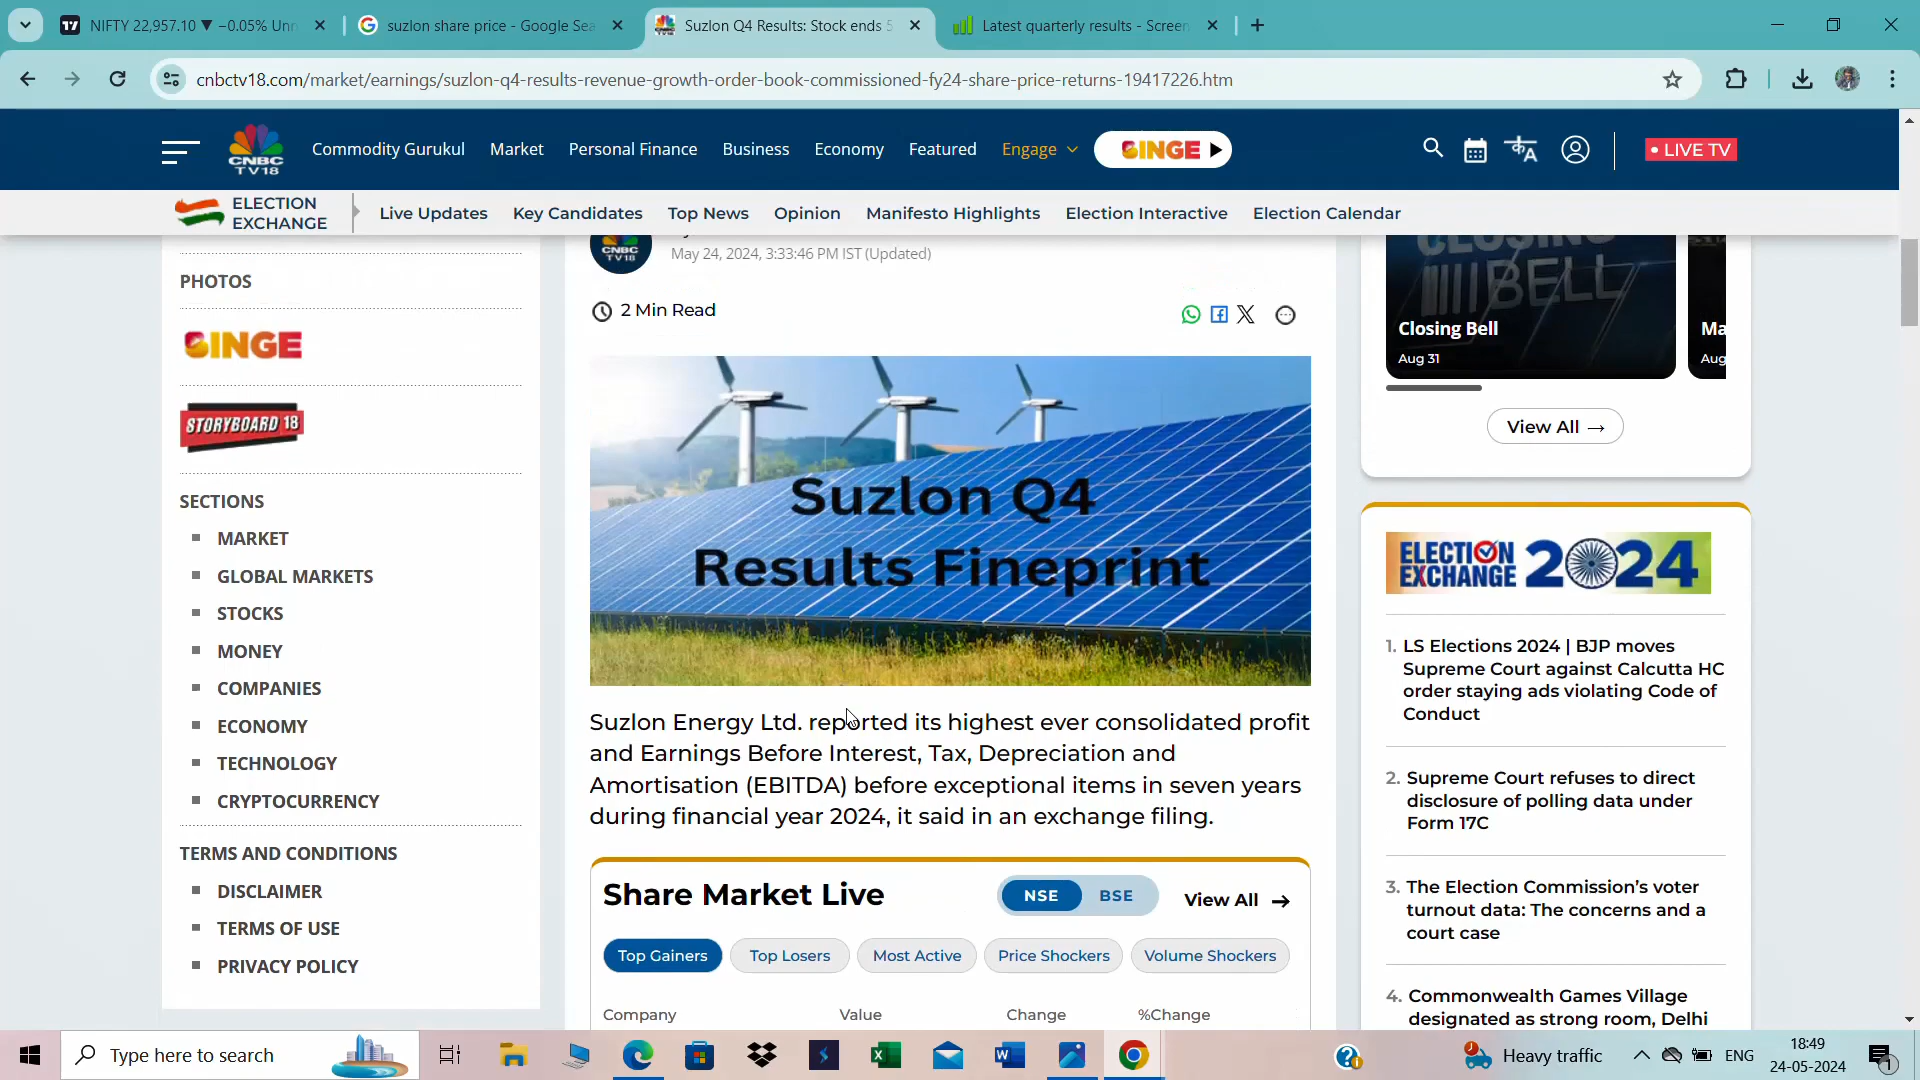 NIFTY 22,957.10 ▼ −0.05% Unn
suzlon share price - Google Sea
Suzlon Q4 Results: Stock ends 5
Latest quarterly results - Screen
cnbctv18.com/market/earnings/suzlon-q4-results-revenue-growth-order-book-commissioned-fy24-share-price-returns-19417226.htm
CNBC
TV18
Commodity Gurukul
Market
Personal Finance
Business
Economy
Featured
Engage
BINGE
• LIVE TV
ELECTION
EXCHANGE
Live Updates
Key Candidates
Top News
Opinion
Manifesto Highlights
Election Interactive
Election Calendar
PHOTOS
BINGE
STORYBOARD 18
SECTIONS
MARKET
GLOBAL MARKETS
STOCKS
MONEY
COMPANIES
ECONOMY
TECHNOLOGY
CRYPTOCURRENCY
TERMS AND CONDITIONS
DISCLAIMER
TERMS OF USE
PRIVACY POLICY
CNBC
TV18
May 24, 2024, 3:33:46 PM IST (Updated)
2 Min Read
Suzlon Q4
Results Fineprint
Suzlon Energy Ltd. reported its highest ever consolidated profit
and Earnings Before Interest, Tax, Depreciation and
Amortisation (EBITDA) before exceptional items in seven years
during financial year 2024, it said in an exchange filing.
Share Market Live
NSE
BSE
View All →
Top Gainers
Top Losers
Most Active
Price Shockers
Volume Shockers
Company
Value
Change
%Change
CLOSING
BELL
Closing Bell
Aug 31
Ma
Aug
View All →
ELECTION
EXCHANGE
2024
1. LS Elections 2024 | BJP moves
Supreme Court against Calcutta HC
order staying ads violating Code of
Conduct
2. Supreme Court refuses to direct
disclosure of polling data under
Form 17C
3. The Election Commission’s voter
turnout data: The concerns and a
court case
4. Commonwealth Games Village
designated as strong room, Delhi
Type here to search
Heavy traffic
ENG
18:49
24-05-2024
1